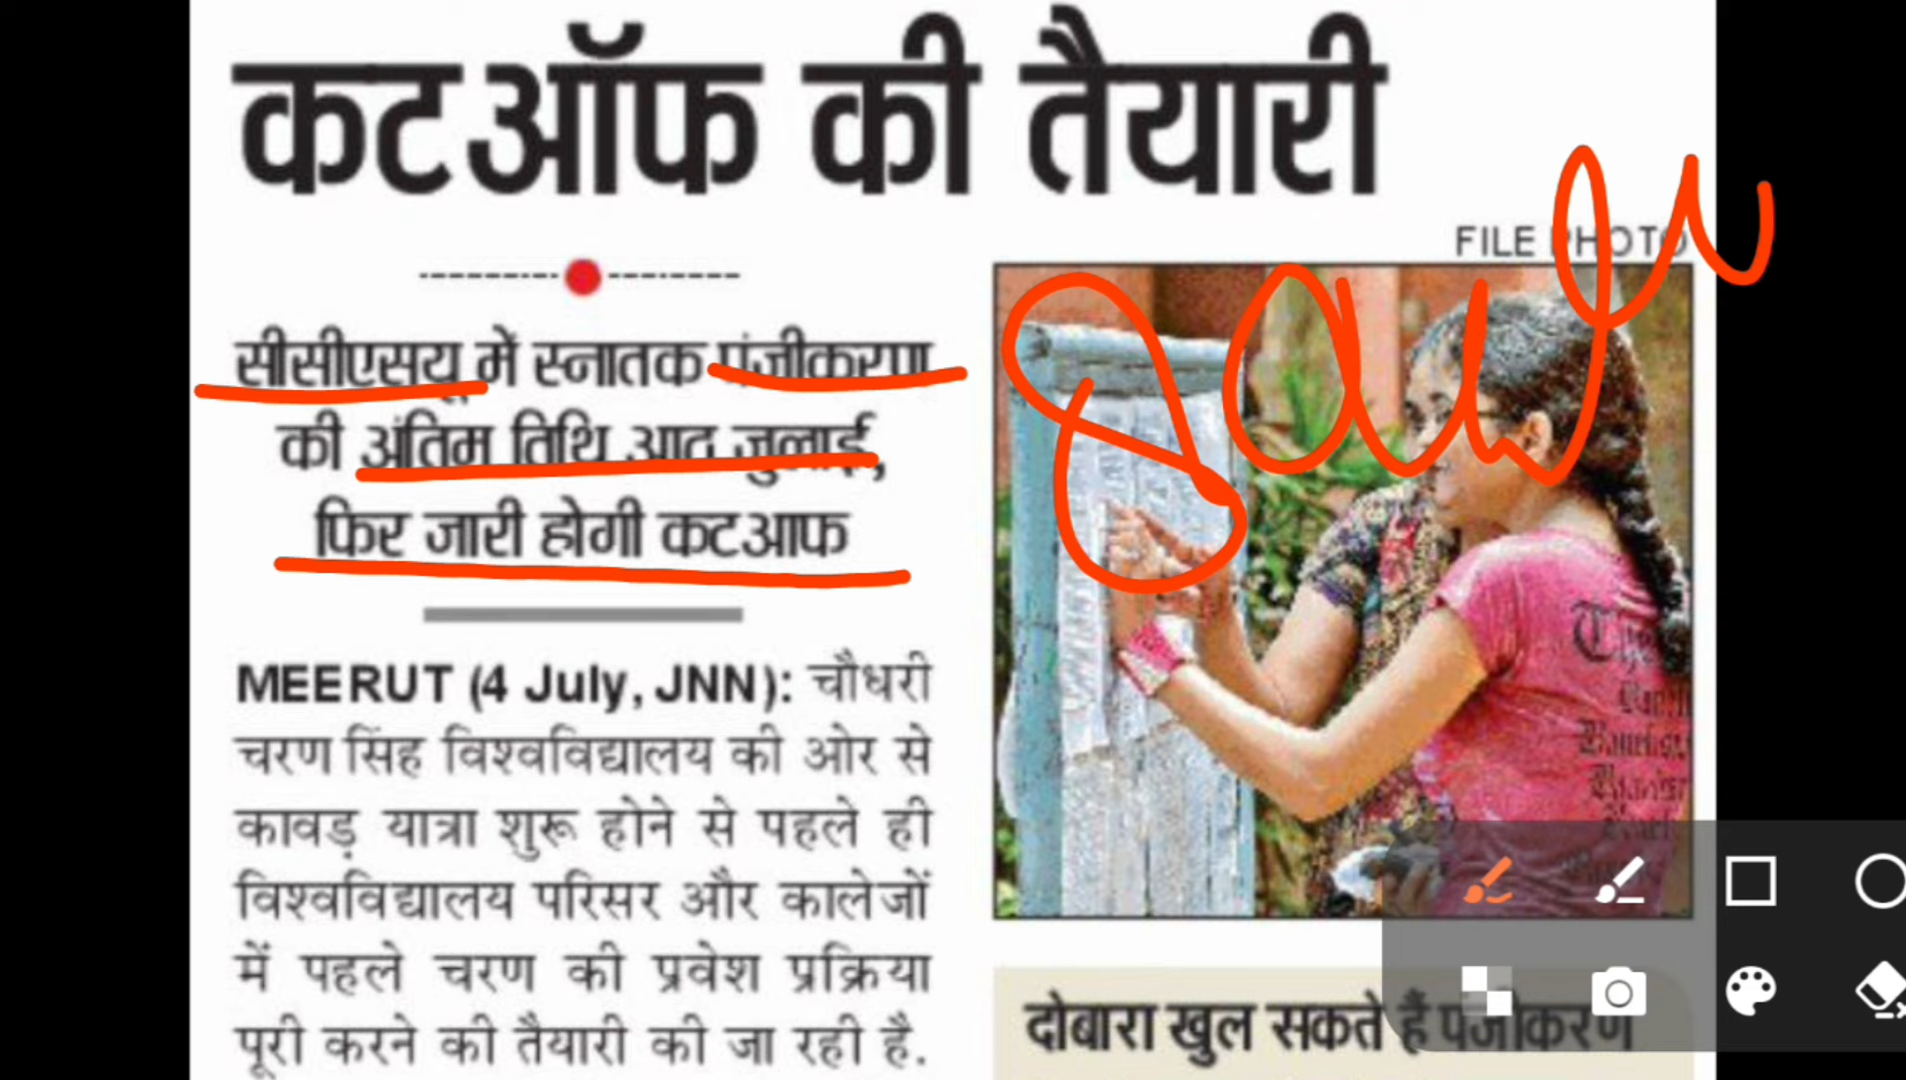 कटऑफ की तैयारी
FILE PHOTO
सीसीएसयू में स्नातक पंजीकरण
की अंतिम तिथि आठ जुलाई,
फिर जारी होगी कटआफ
MEERUT (4 July, JNN): चौधरी
चरण सिंह विश्वविद्यालय की ओर से
कावड़ यात्रा शुरू होने से पहले ही
विश्वविद्यालय परिसर और कालेजों
में पहले चरण की प्रवेश प्रक्रिया
पूरी करने की तैयारी की जा रही है.
The
दोबारा खुल सकते हैं पंजीकरण